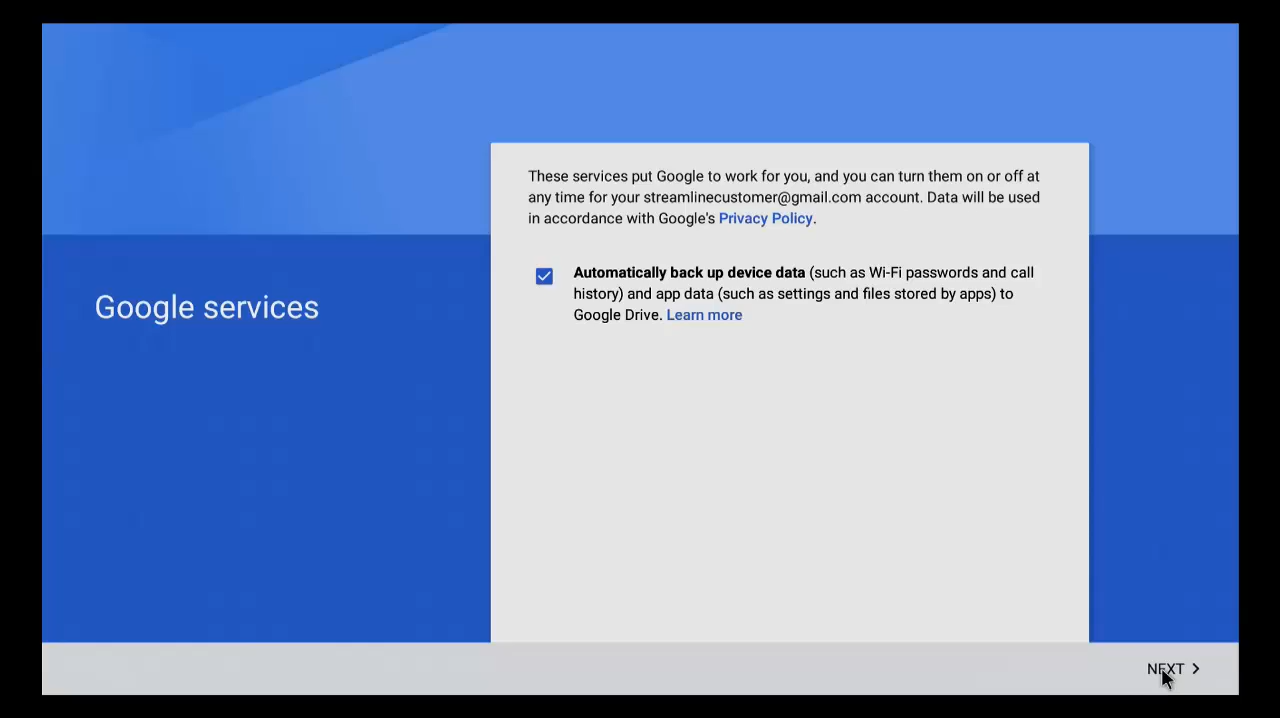 These services put Google to work for you, and you can turn them on or off at
any time for your streamlinecustomer@gmail.com account. Data will be used
in accordance with Google's Privacy Policy.
Automatically back up device data (such as Wi-Fi passwords and call
history) and app data (such as settings and files stored by apps) to
Google Drive. Learn more
Google services
NEXT